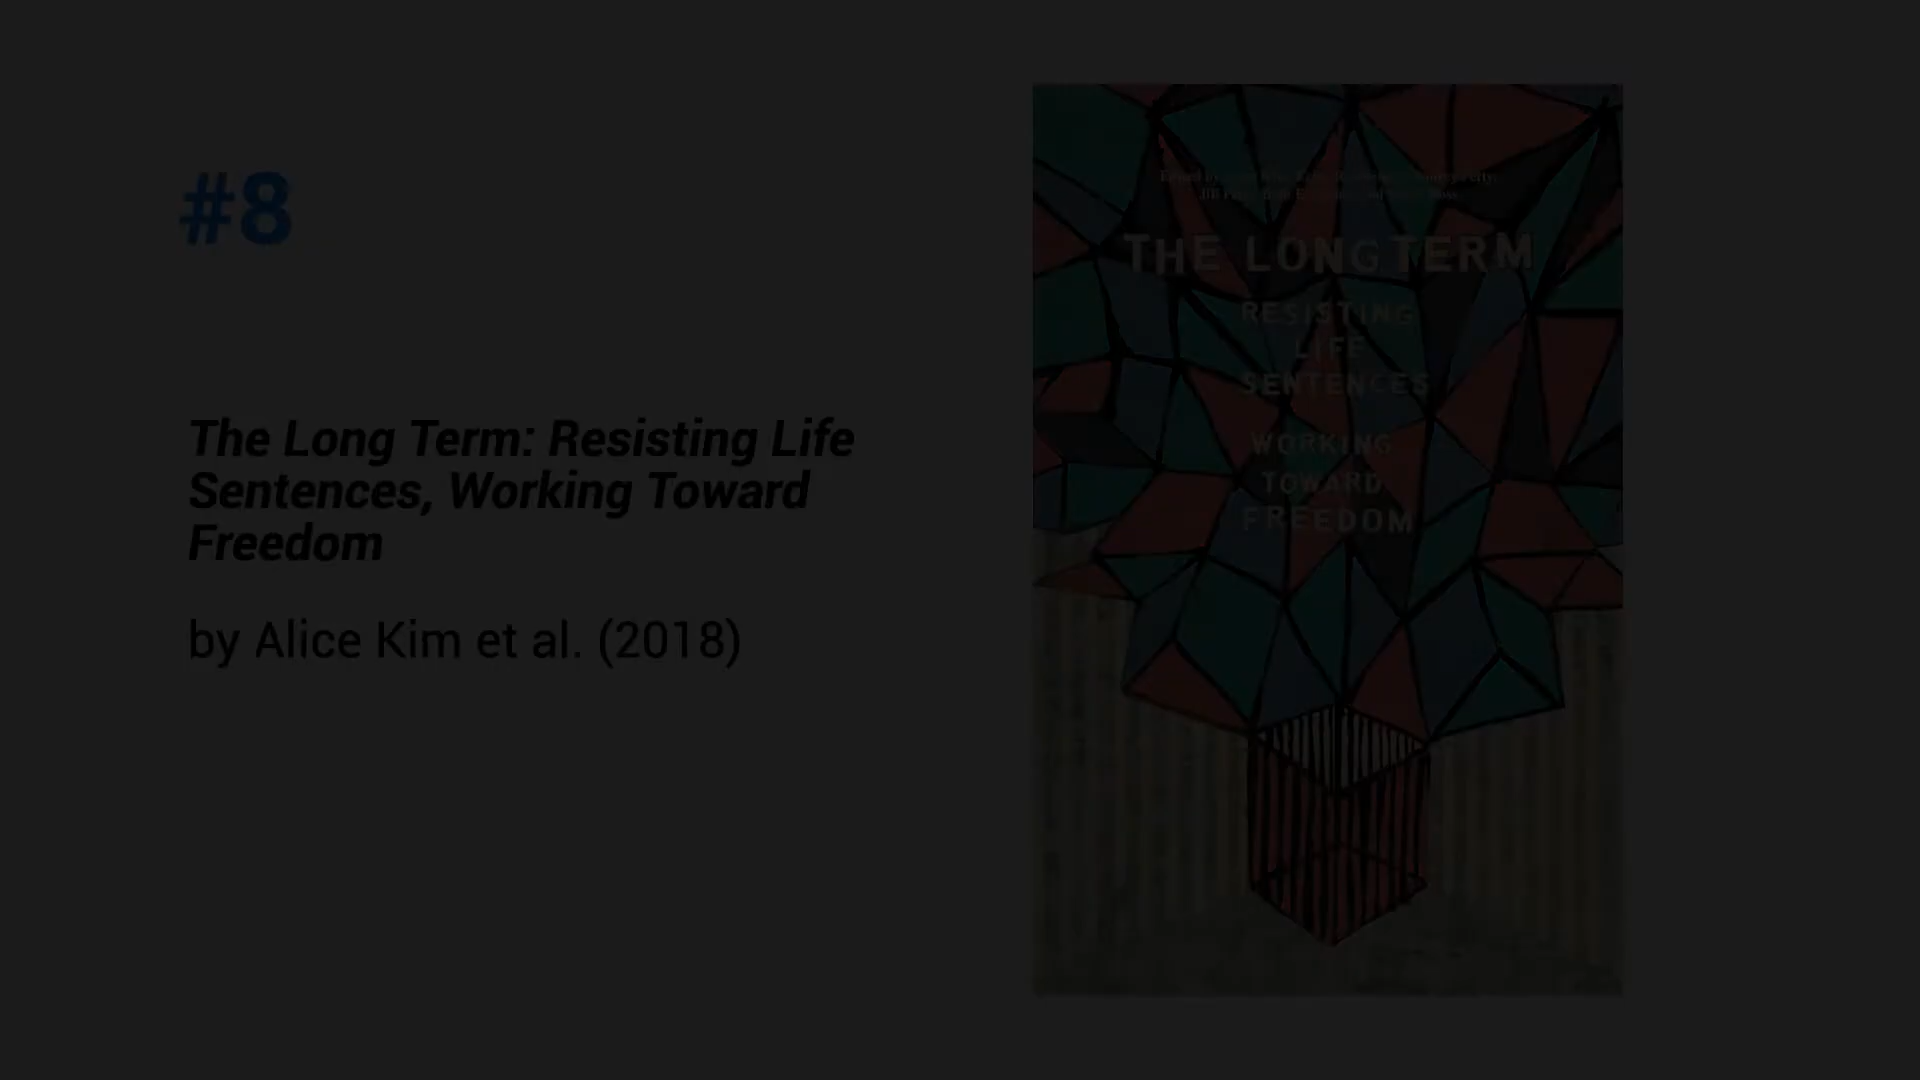 #8
The Long Term: Resisting Life
Sentences, Working Toward
Freedom
by Alice Kim et al. (2018)
THE LONG TERM
RESISTING
LIFE
SENTENCES
WORKING
TOWARD
FREEDOM